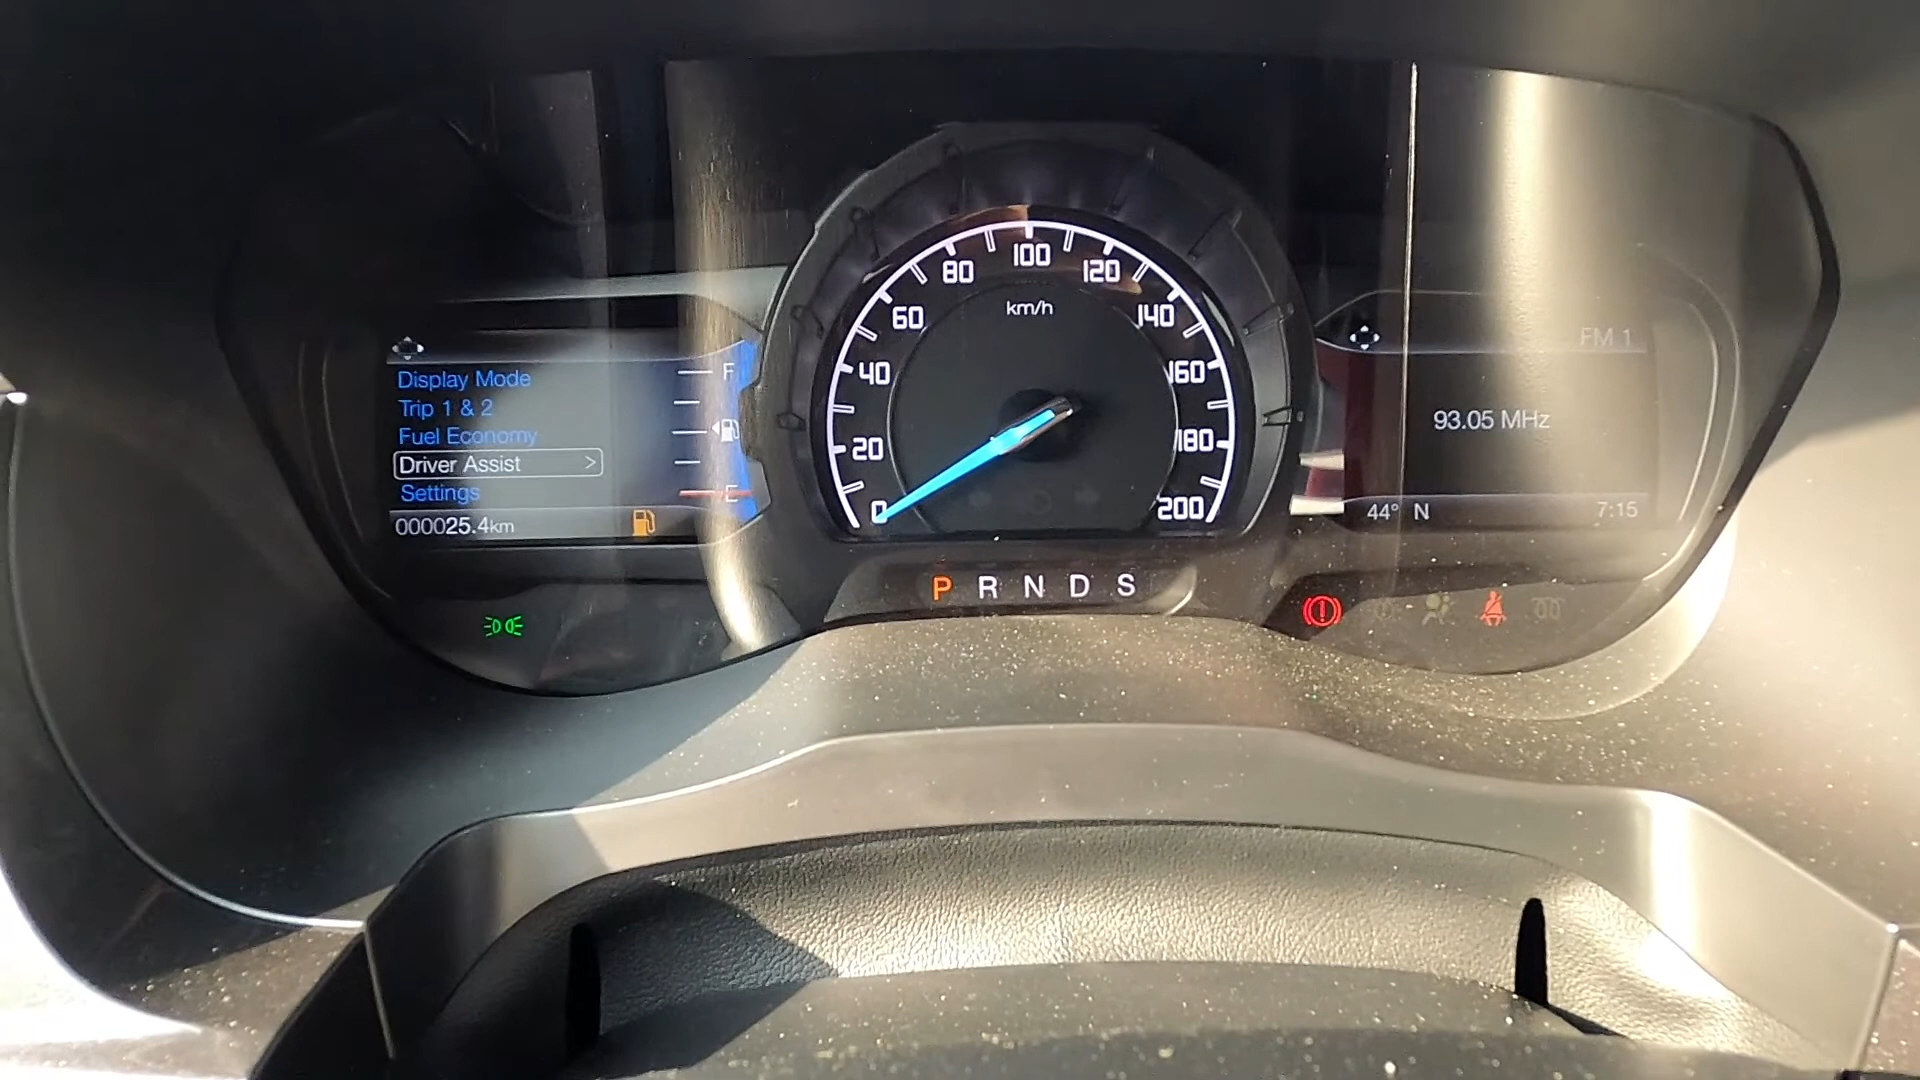 Display Mode
Trip 1 & 2
Fuel Economy
Driver Assist >
Settings
000025.4km
F
E
0
20
40
60
80
100
120
140
160
180
200
km/h
P R N D S
FM 1
93.05 MHz
44° N
7:15